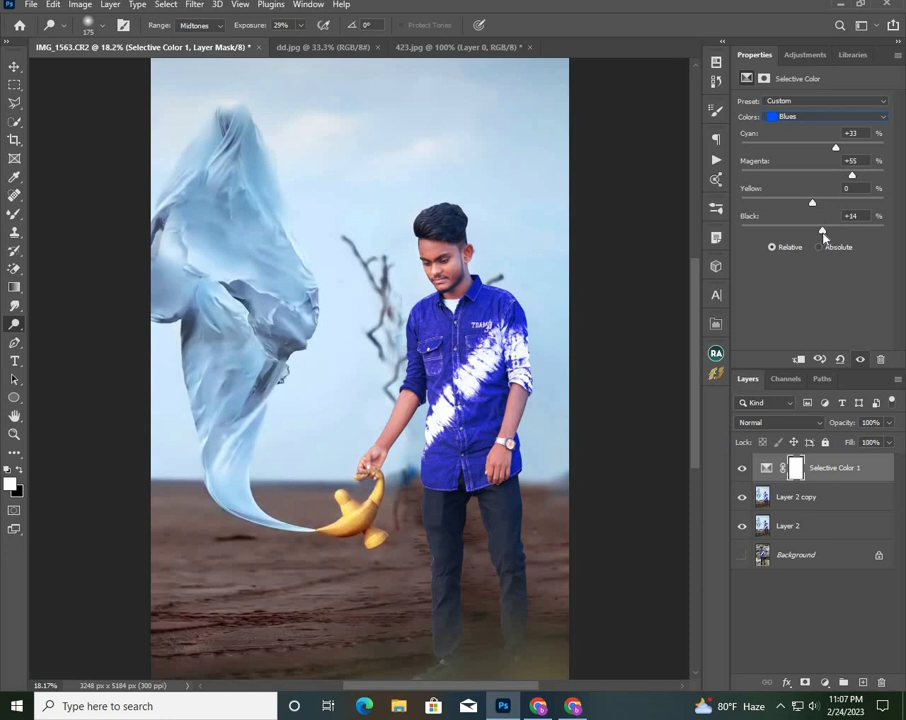 File Edit Image Layer Type Select Filter 3D View Plugins Window Help
175 Range: Midtones Exposure: 29% 0° Protect Tones
IMG_1563.CR2 @ 18.2% (Selective Color 1, Layer Mask/8) * × dd.jpg @ 33.3% (RGB/8#) × 423.jpg @ 100% (Layer 0, RGB/8) * ×
Properties Adjustments Libraries
Selective Color
Preset: Custom
Colors: Blues
Cyan: +33 %
Magenta: +55 %
Yellow: 0 %
Black: +14 %
Relative Absolute
RA
Layers Channels Paths
Kind
Normal Opacity: 100%
Lock: Fill: 100%
Selective Color 1
Layer 2 copy
Layer 2
Background
18.17% 3248 px x 5184 px (300 ppi)
Type here to search
80°F Haze
11:07 PM
2/24/2023